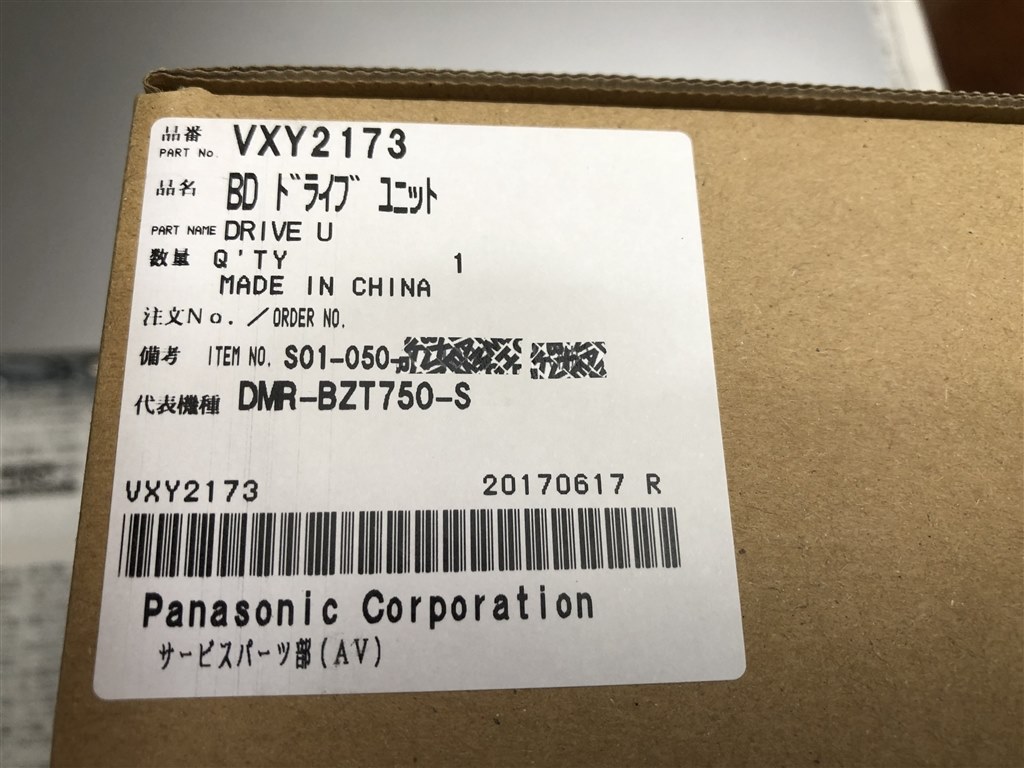 品番 VXY2173
PART No.
品名 BD ドライブ ユニット
PART NAME DRIVE U
数量 Q'TY 1
MADE IN CHINA
注文No.／ORDER NO.
備考 ITEM NO. S01-050-
代表機種 DMR-BZT750-S
VXY2173 20170617 R
Panasonic Corporation
サービスパーツ部(AV)